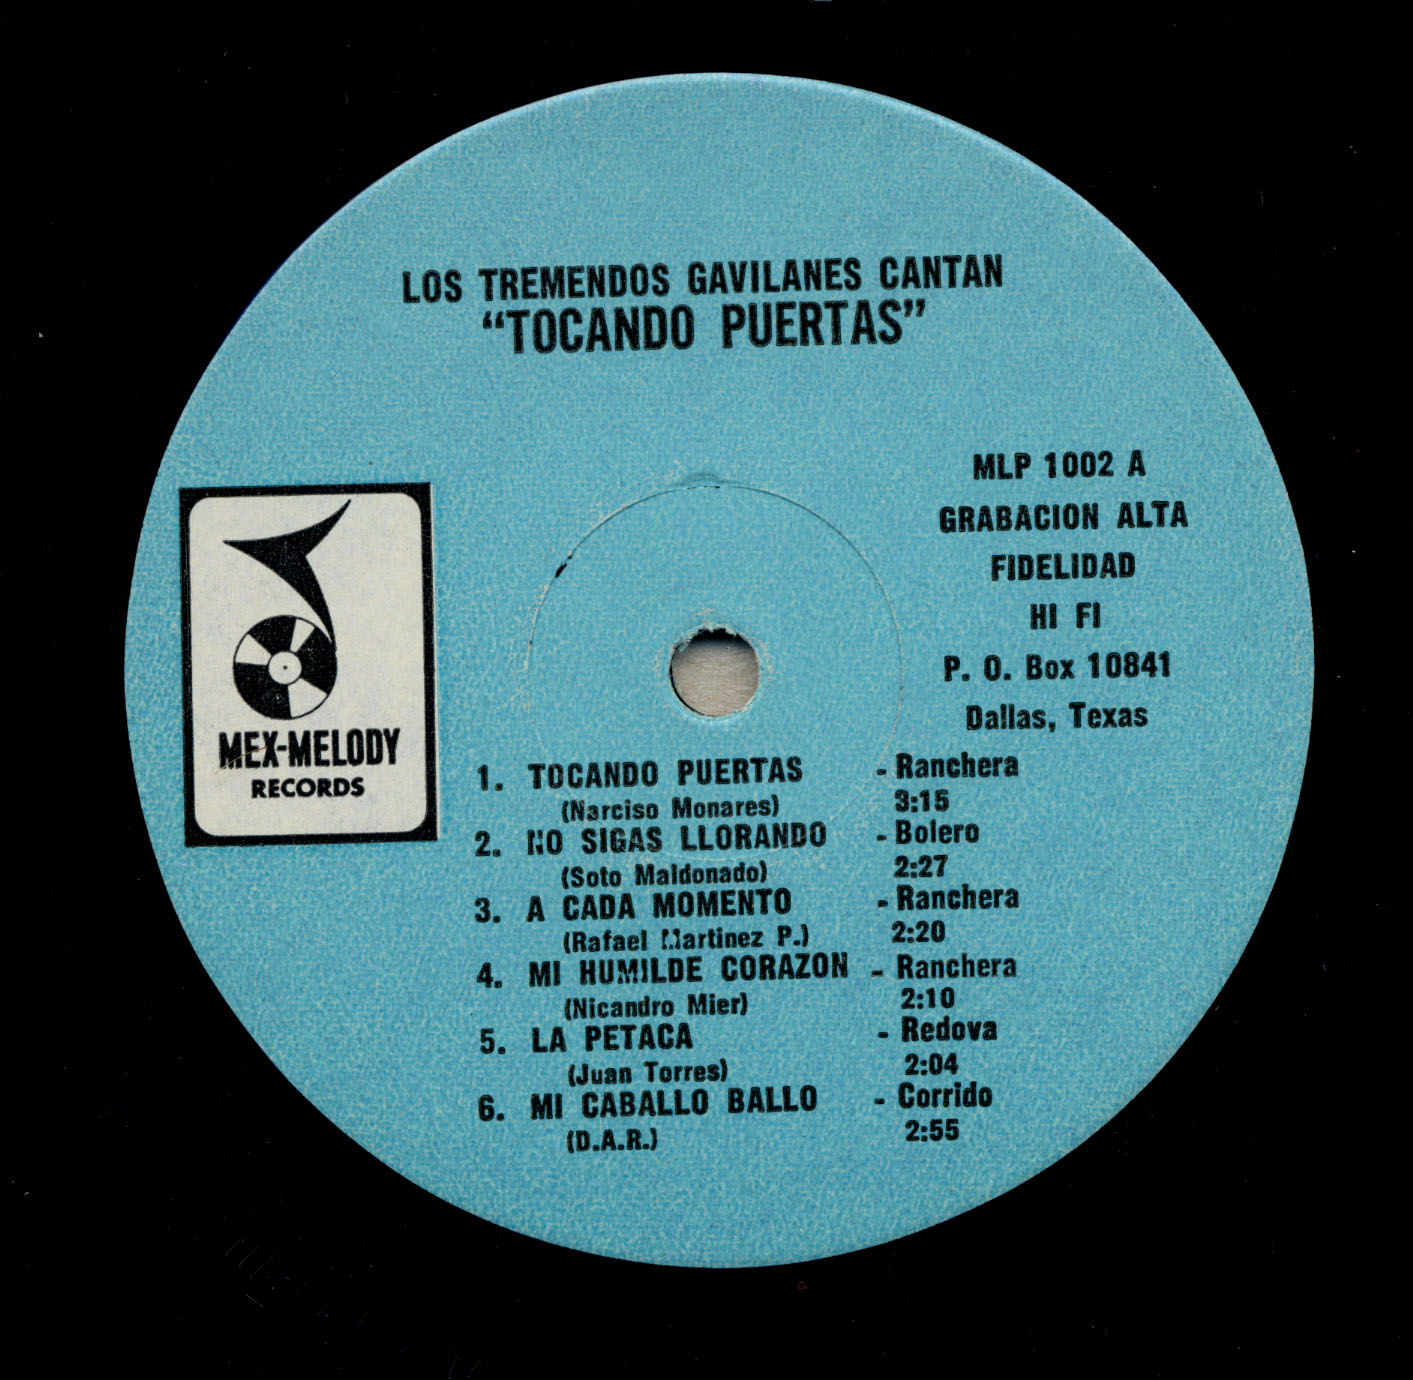 LOS TREMENDOS GAVILANES CANTAN
“TOCANDO PUERTAS”
MLP 1002 A
GRABACION ALTA
FIDELIDAD
HI FI
P. O. Box 10841
Dallas, Texas
MEX-MELODY
RECORDS
1. TOCANDO PUERTAS - Ranchera
(Narciso Monares) 3:15
2. NO SIGAS LLORANDO - Bolero
(Soto Maldonado) 2:27
3. A CADA MOMENTO - Ranchera
(Rafael Martinez P.) 2:20
4. MI HUMILDE CORAZON - Ranchera
(Nicandro Mier) 2:10
5. LA PETACA - Redova
(Juan Torres) 2:04
6. MI CABALLO BALLO - Corrido
(D.A.R.) 2:55